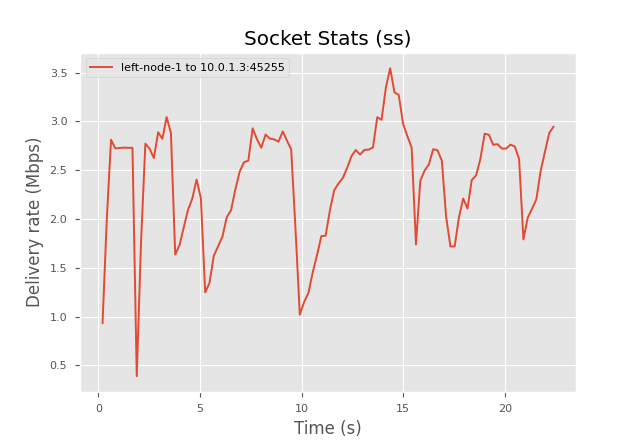 Socket Stats (ss)
left-node-1 to 10.0.1.3:45255
Delivery rate (Mbps)
3.5
3.0
2.5
2.0
1.5
1.0
0.5
0 5 10 15 20
Time (s)